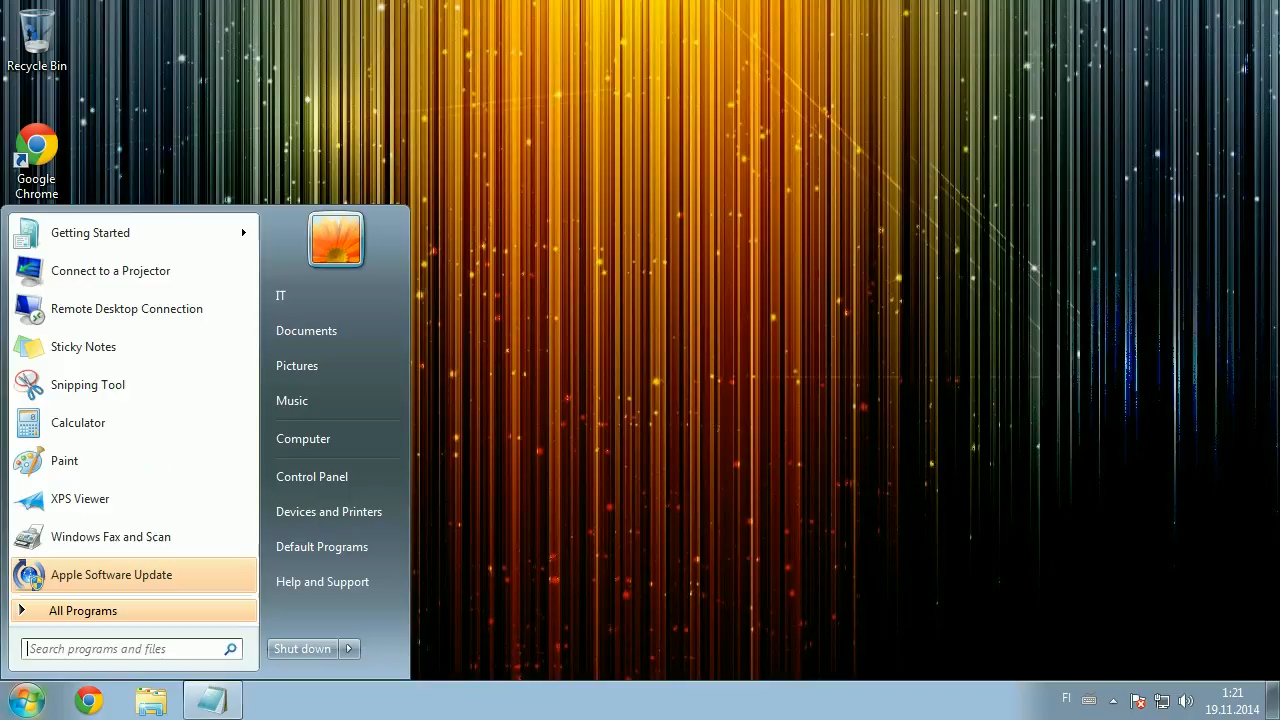 Recycle Bin
Google
Chrome
Getting Started
Connect to a Projector
Remote Desktop Connection
Sticky Notes
Snipping Tool
Calculator
Paint
XPS Viewer
Windows Fax and Scan
Apple Software Update
All Programs
Search programs and files
IT
Documents
Pictures
Music
Computer
Control Panel
Devices and Printers
Default Programs
Help and Support
Shut down
FI
1:21
19.11.2014